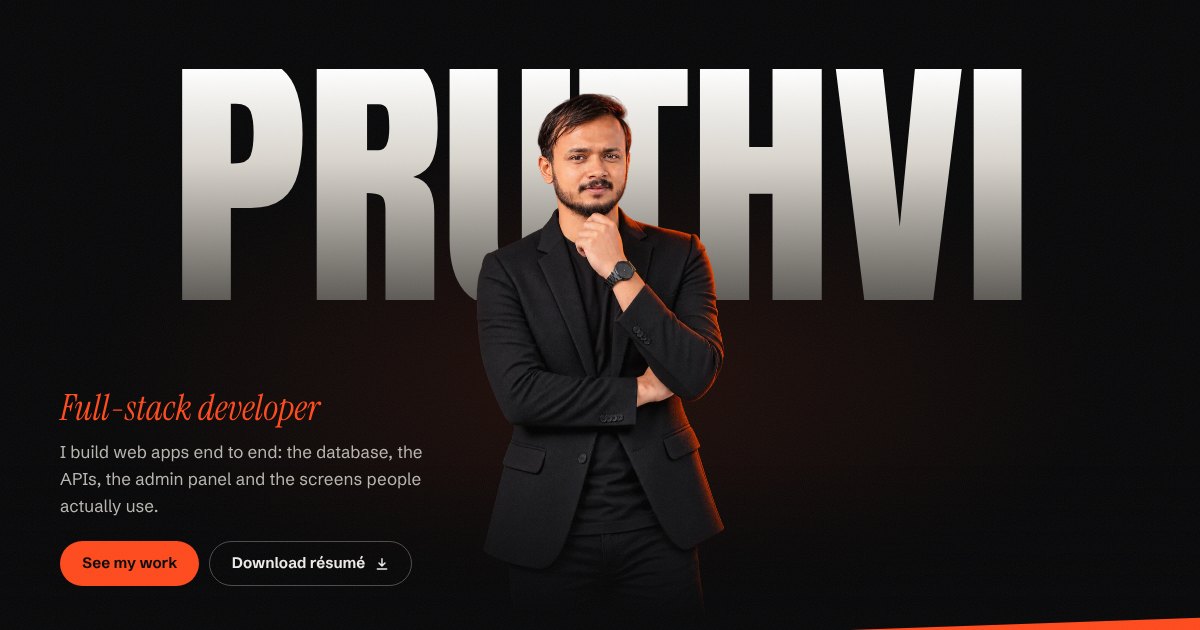 PRUTHVI
Full-stack developer
I build web apps end to end: the database, the
APIs, the admin panel and the screens people
actually use.
See my work
Download résumé